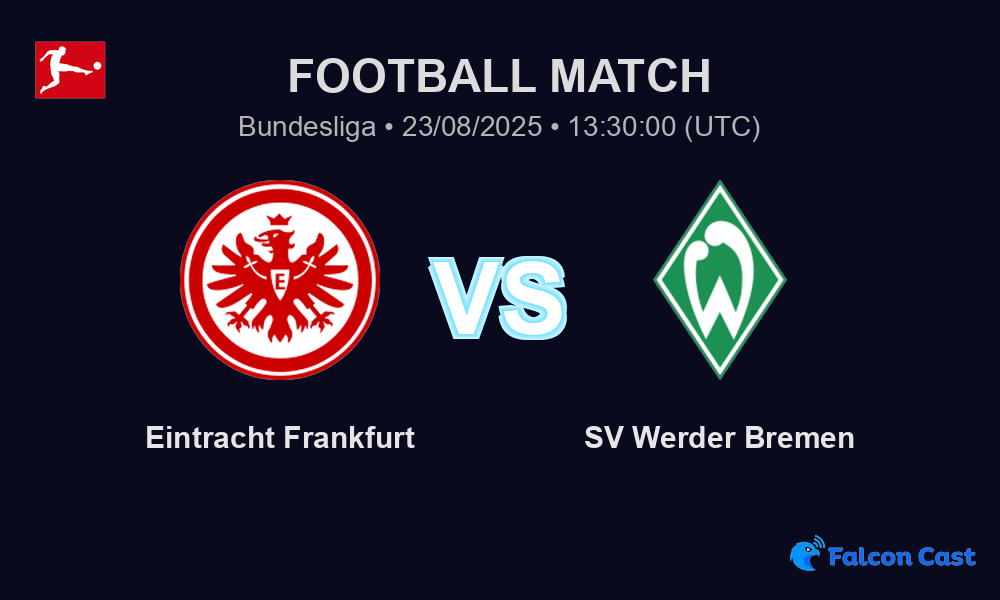 FOOTBALL MATCH
Bundesliga • 23/08/2025 • 13:30:00 (UTC)
E
W
VS
Eintracht Frankfurt
SV Werder Bremen
Falcon Cast